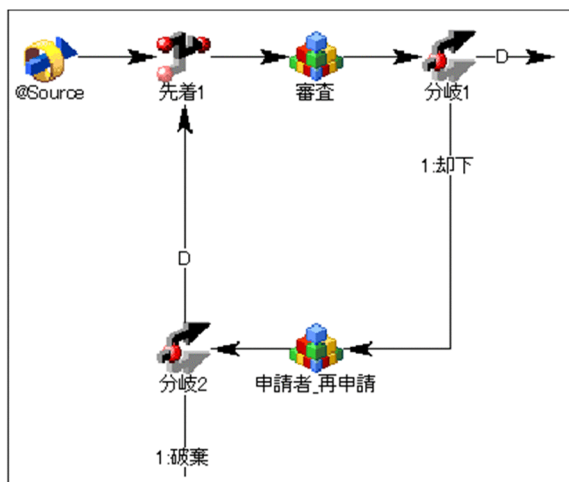 @Source
先着1
審査
分岐1
D
1:却下
D
分岐2
申請者_再申請
1:破棄